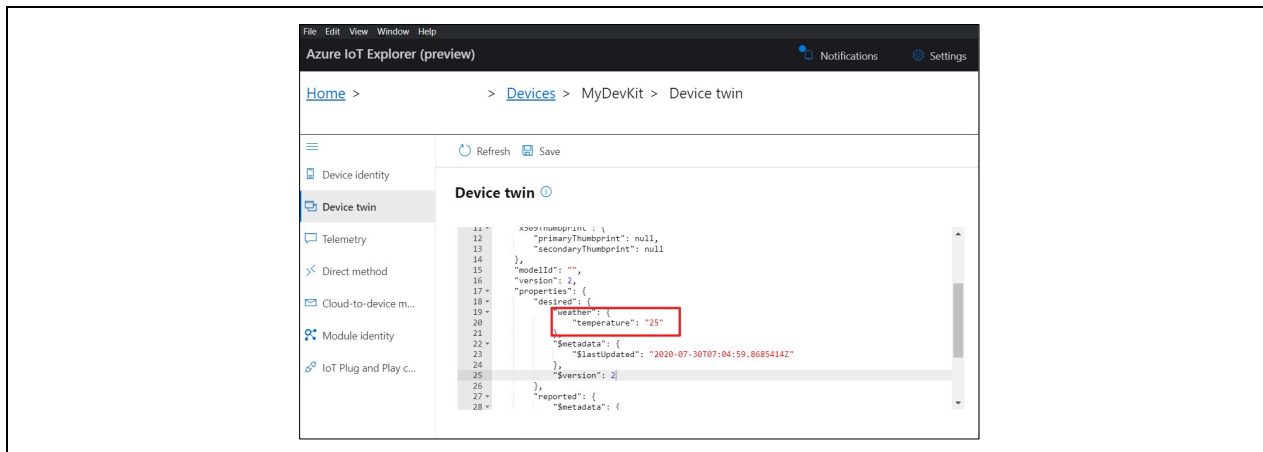 File Edit View Window Help
Azure IoT Explorer (preview)
Notifications
Settings
Home > > Devices > MyDevKit > Device twin
Refresh Save
Device identity
Device twin
Telemetry
Direct method
Cloud-to-device m...
Module identity
IoT Plug and Play c...
Device twin
11 "x509Thumbprint": {
12 "primaryThumbprint": null,
13 "secondaryThumbprint": null
14 },
15 "modelId": "",
16 "version": 2,
17 "properties": {
18 "desired": {
19 "weather": {
20 "temperature": "25"
21 },
22 "$metadata": {
23 "$lastUpdated": "2020-07-30T07:04:59.8685414Z"
24 },
25 "$version": 2
26 },
27 "reported": {
28 "$metadata": {